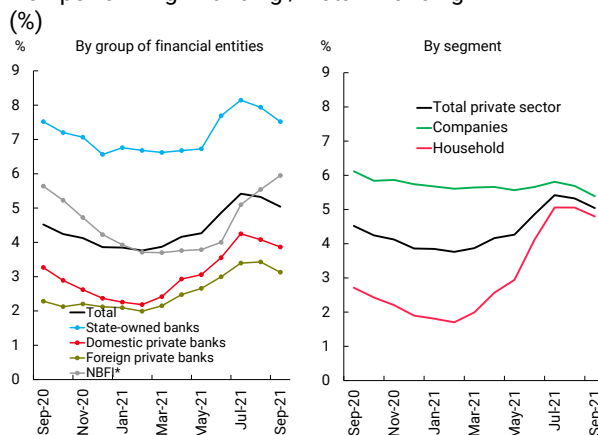 (%)
By group of financial entities
%
9
8
7
6
5
4
3
2
1
0
Total
State-owned banks
Domestic private banks
Foreign private banks
NBFI*
Sep-20
Nov-20
Jan-21
Mar-21
May-21
Jul-21
Sep-21
By segment
%
9
8
7
6
5
4
3
2
1
0
Total private sector
Companies
Household
Sep-20
Nov-20
Jan-21
Mar-21
May-21
Jul-21
Sep-21